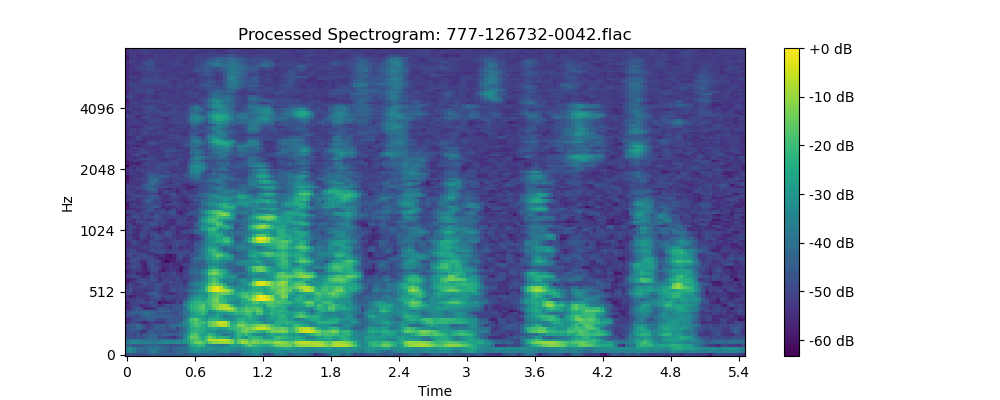 Processed Spectrogram: 777-126732-0042.flac
Hz
4096
2048
1024
512
0
0 0.6 1.2 1.8 2.4 3 3.6 4.2 4.8 5.4
Time
+0 dB
-10 dB
-20 dB
-30 dB
-40 dB
-50 dB
-60 dB